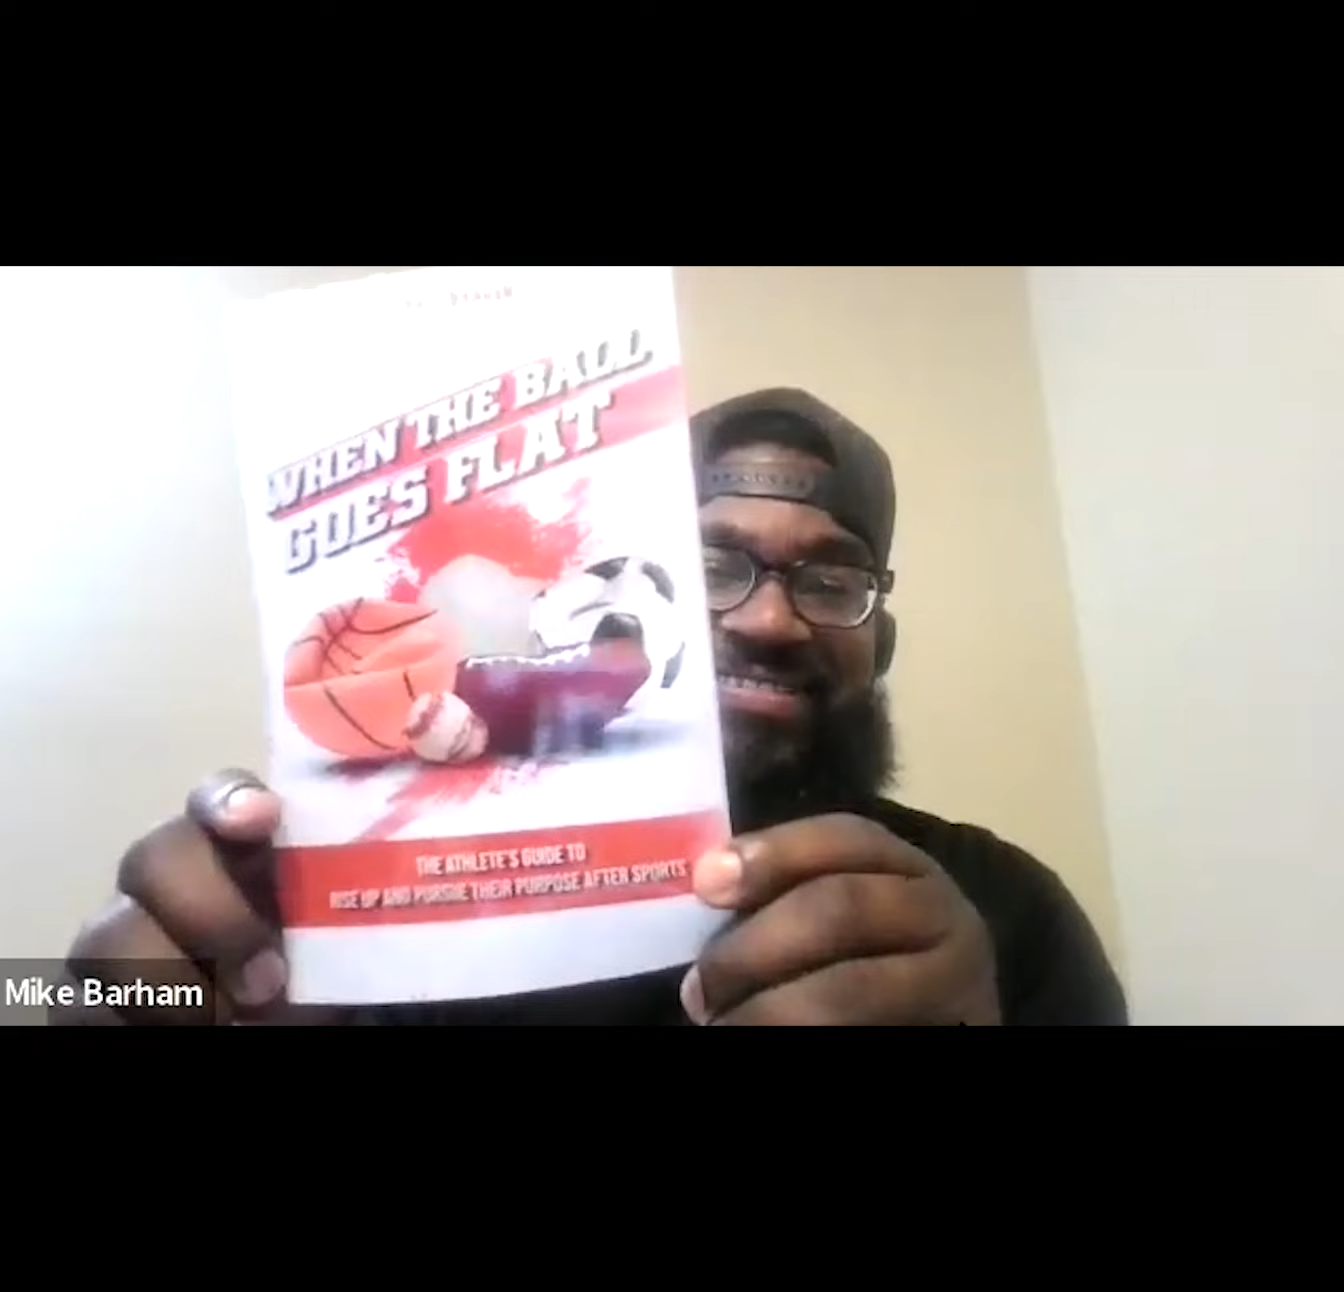 WHEN THE BALL
GOES FLAT
THE ATHLETE'S GUIDE TO
RISE UP AND PURSUE THEIR PURPOSE AFTER SPORTS
Mike Barham